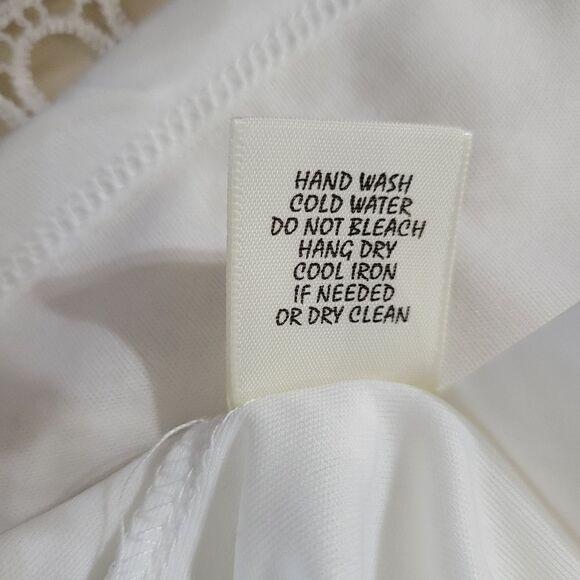 HAND WASH
COLD WATER
DO NOT BLEACH
HANG DRY
COOL IRON
IF NEEDED
OR DRY CLEAN